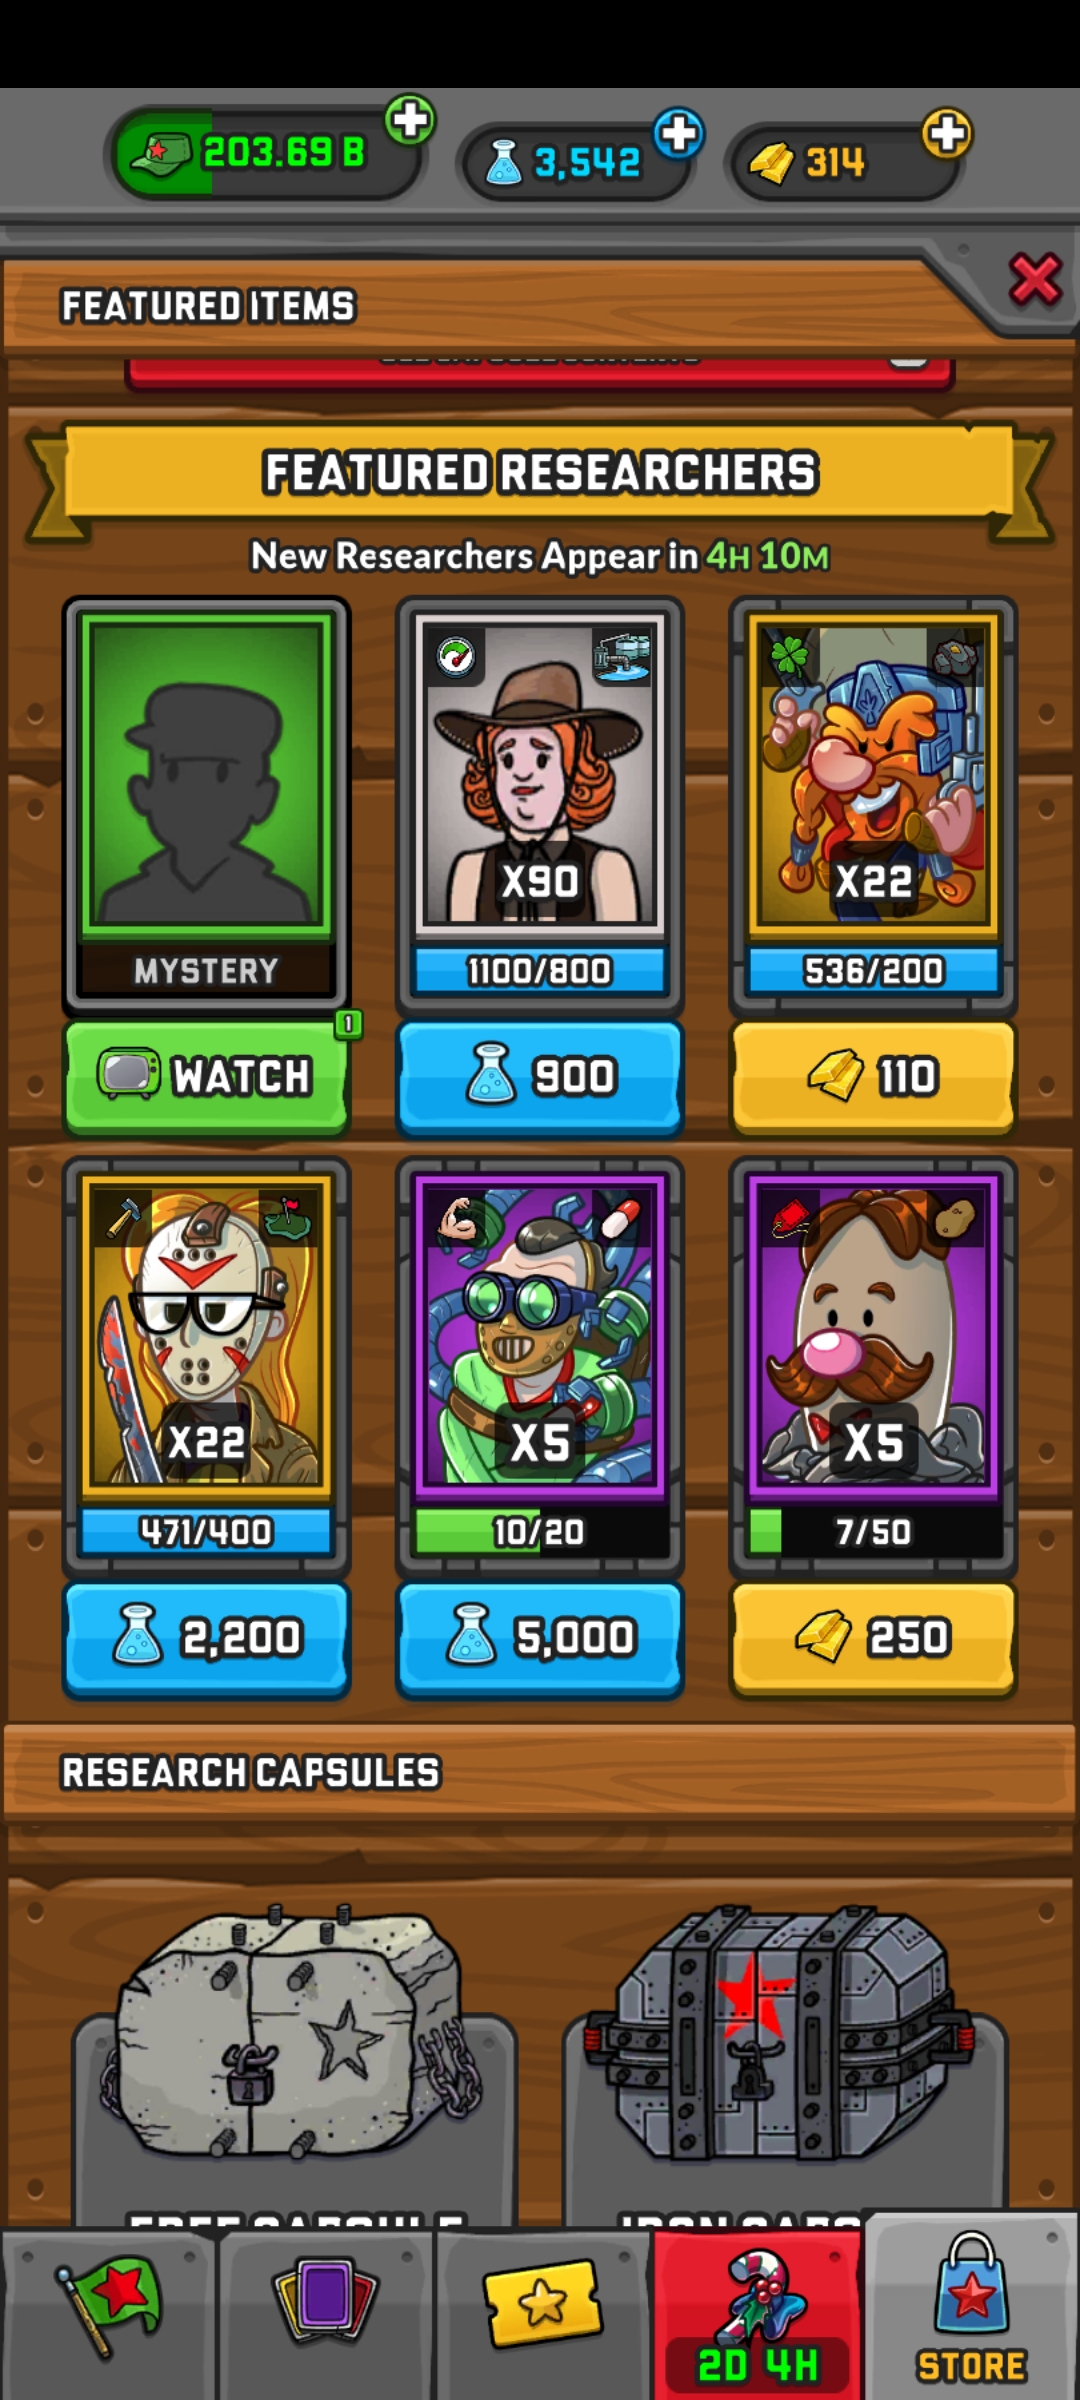 203.69 B
3,542
314
FEATURED ITEMS
FEATURED RESEARCHERS
New Researchers Appear in 4H 10M
X90
X22
MYSTERY
1100/800
536/200
1
WATCH
900
110
X22
X5
X5
471/400
10/20
7/50
2,200
5,000
250
RESEARCH CAPSULES
FREE CAPSULE
2D 4H
STORE